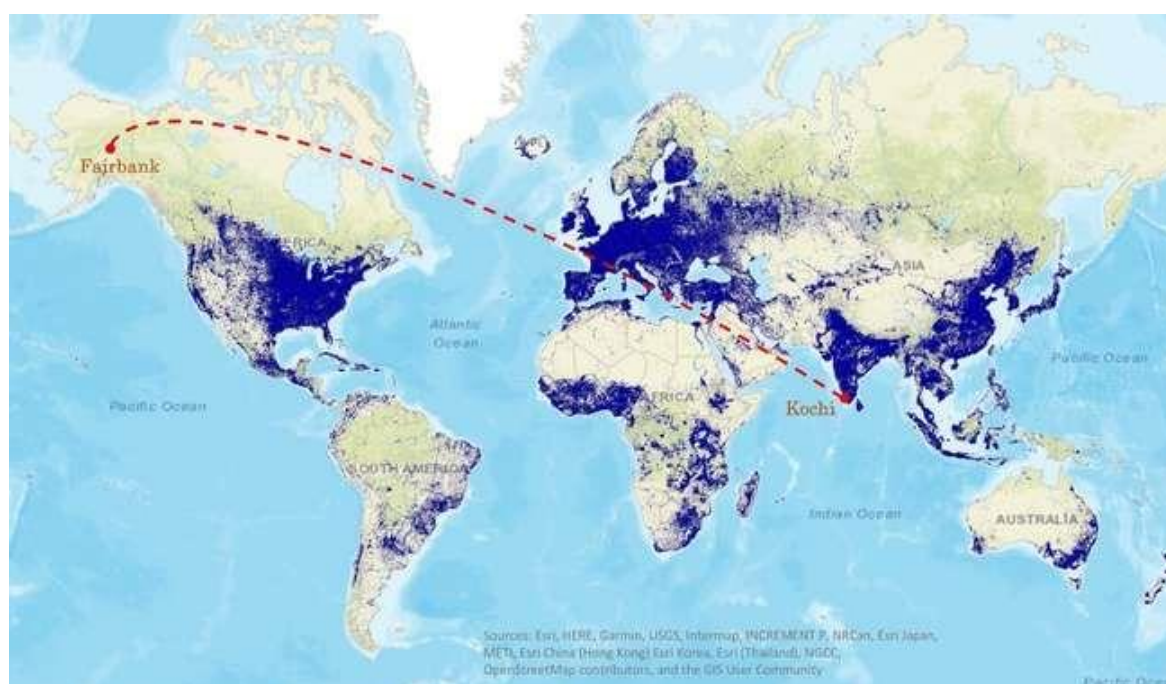 Fairbank
AMERICA
ASIA
Atlantic
Ocean
Pacific Ocean
Pacific Ocean
AFRICA
Kochi
SOUTH AMERICA
Indian Ocean
AUSTRALIA
Sources: Esri, HERE, Garmin, USGS, Intermap, INCREMENT P, NRCan, Esri Japan,
METI, Esri China (Hong Kong) Esri Korea, Esri (Thailand), NGCC,
OpenStreetMap contributors, and the GIS User Community
Pacific